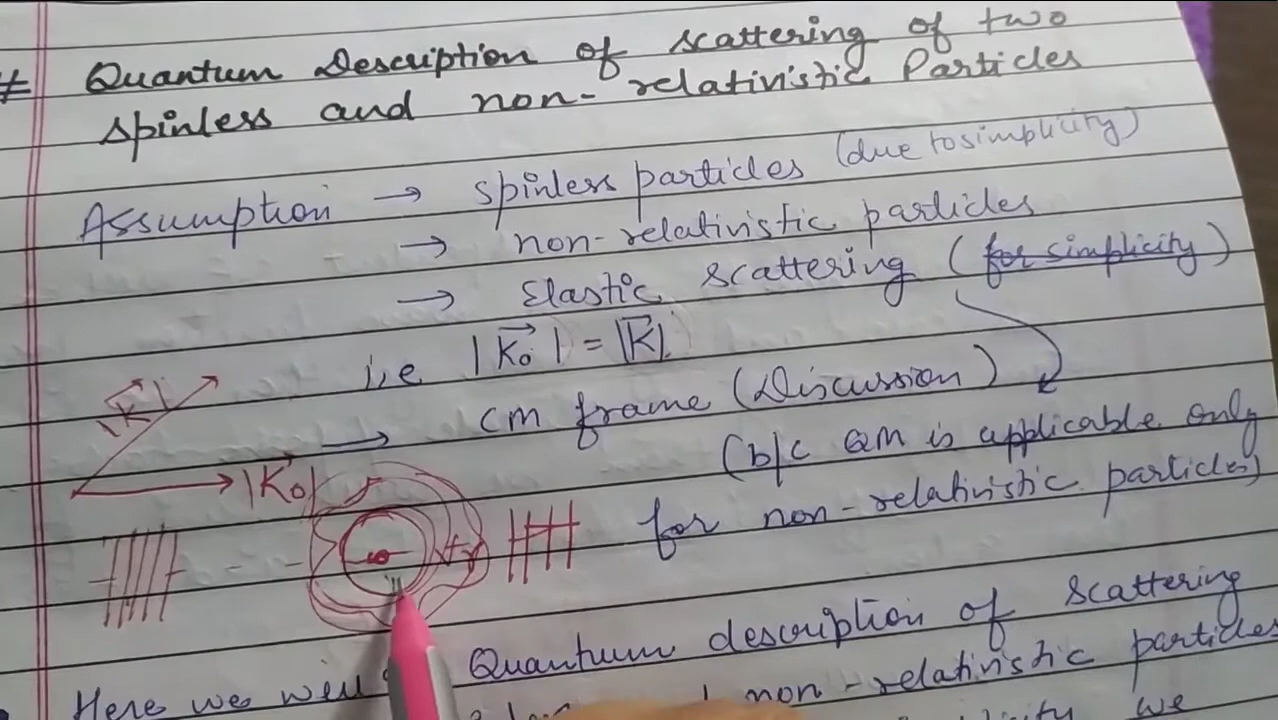 # Quantum Description of scattering of two
spinless and non-relativistic Particles
Assumption → spinless particles (due to simplicity)
→ non-relativistic particles
→ Elastic scattering (for simplicity)
i.e |K₀| = |K|
→ CM frame (Discussion)
(b/c QM is applicable only
for non-relativistic particles)
|K|
|K₀|
Here we will Quantum description of scattering
non-relativistic particles
we